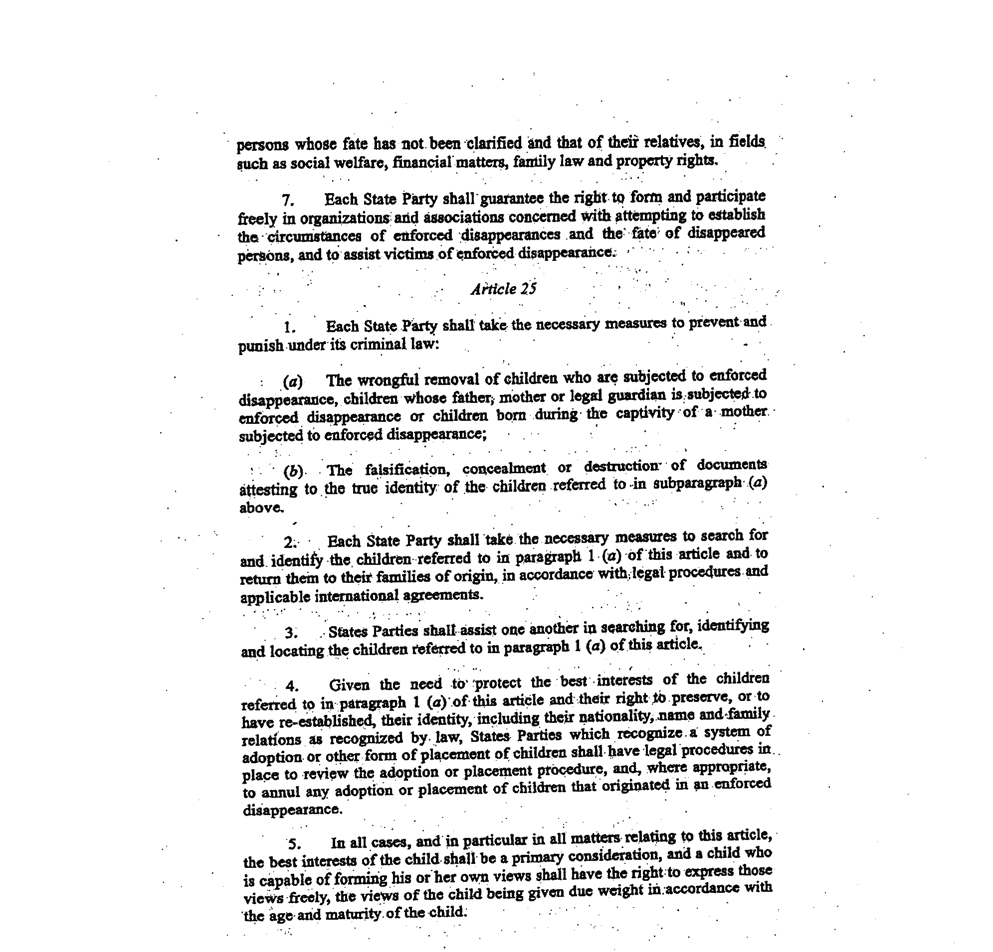 persons whose fate has not been clarified and that of their relatives, in fields
such as social welfare, financial matters, family law and property rights.
7. Each State Party shall guarantee the right to form and participate
freely in organizations and associations concerned with attempting to establish
the circumstances of enforced disappearances and the fate of disappeared
persons, and to assist victims of enforced disappearance.
Article 25
1. Each State Party shall take the necessary measures to prevent and
punish under its criminal law:
(a) The wrongful removal of children who are subjected to enforced
disappearance, children whose father, mother or legal guardian is subjected to
enforced disappearance or children born during the captivity of a mother
subjected to enforced disappearance;
(b) The falsification, concealment or destruction of documents
attesting to the true identity of the children referred to in subparagraph (a)
above.
2. Each State Party shall take the necessary measures to search for
and identify the children referred to in paragraph 1 (a) of this article and to
return them to their families of origin, in accordance with legal procedures and
applicable international agreements.
3. States Parties shall assist one another in searching for, identifying
and locating the children referred to in paragraph 1 (a) of this article.
4. Given the need to protect the best interests of the children
referred to in paragraph 1 (a) of this article and their right to preserve, or to
have re-established, their identity, including their nationality, name and family
relations as recognized by law, States Parties which recognize a system of
adoption or other form of placement of children shall have legal procedures in
place to review the adoption or placement procedure, and, where appropriate,
to annul any adoption or placement of children that originated in an enforced
disappearance.
5. In all cases, and in particular in all matters relating to this article,
the best interests of the child shall be a primary consideration, and a child who
is capable of forming his or her own views shall have the right to express those
views freely, the views of the child being given due weight in accordance with
the age and maturity of the child.